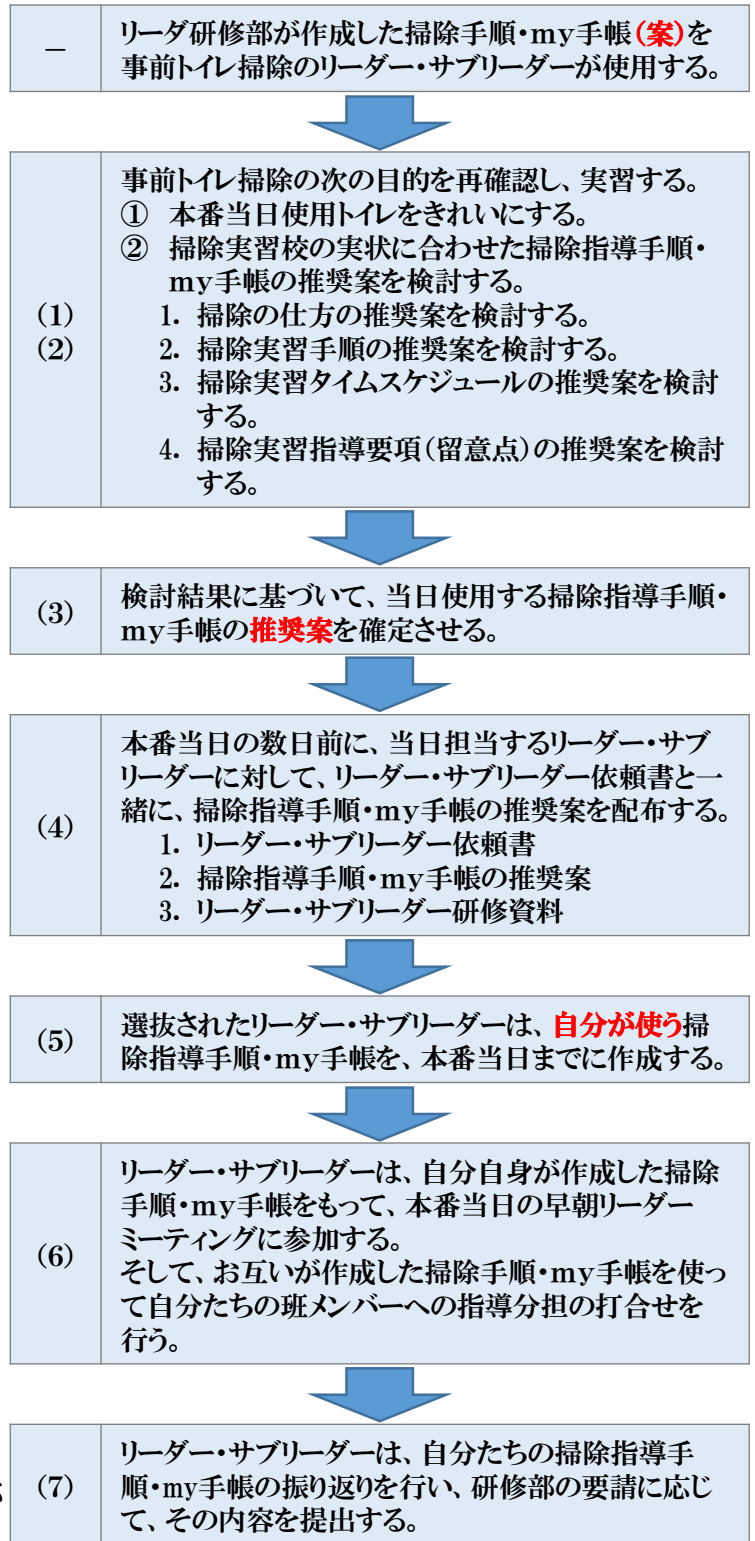 －
リーダ研修部が作成した掃除手順・my手帳(案)を
事前トイレ掃除のリーダー・サブリーダーが使用する。
(1)
(2)
事前トイレ掃除の次の目的を再確認し、実習する。
① 本番当日使用トイレをきれいにする。
② 掃除実習校の実状に合わせた掃除指導手順・
my手帳の推奨案を検討する。
1. 掃除の仕方の推奨案を検討する。
2. 掃除実習手順の推奨案を検討する。
3. 掃除実習タイムスケジュールの推奨案を検討
する。
4. 掃除実習指導要項(留意点)の推奨案を検討
する。
(3)
検討結果に基づいて、当日使用する掃除指導手順・
my手帳の推奨案を確定させる。
(4)
本番当日の数日前に、当日担当するリーダー・サブ
リーダーに対して、リーダー・サブリーダー依頼書と一
緒に、掃除指導手順・my手帳の推奨案を配布する。
1. リーダー・サブリーダー依頼書
2. 掃除指導手順・my手帳の推奨案
3. リーダー・サブリーダー研修資料
(5)
選抜されたリーダー・サブリーダーは、自分が使う掃
除指導手順・my手帳を、本番当日までに作成する。
(6)
リーダー・サブリーダーは、自分自身が作成した掃除
手順・my手帳をもって、本番当日の早朝リーダー
ミーティングに参加する。
そして、お互いが作成した掃除手順・my手帳を使っ
て自分たちの班メンバーへの指導分担の打合せを
行う。
(7)
リーダー・サブリーダーは、自分たちの掃除指導手
順・my手帳の振り返りを行い、研修部の要請に応じ
て、その内容を提出する。